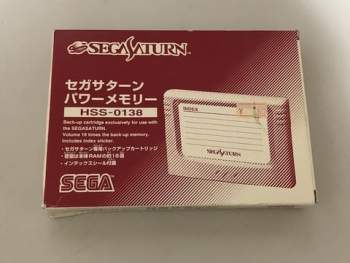 SEGASATURN
セガサターン
パワーメモリー
HSS-0138
Back-up cartridge exclusively for use with
the SEGASATURN.
Volume 16 times the back-up memory.
Includes index sticker.
・セガサターン専用バックアップカートリッジ
・容量は本体RAMの約16倍
・インデックスシール付属
INDEX
SEGASATURN
SEGA